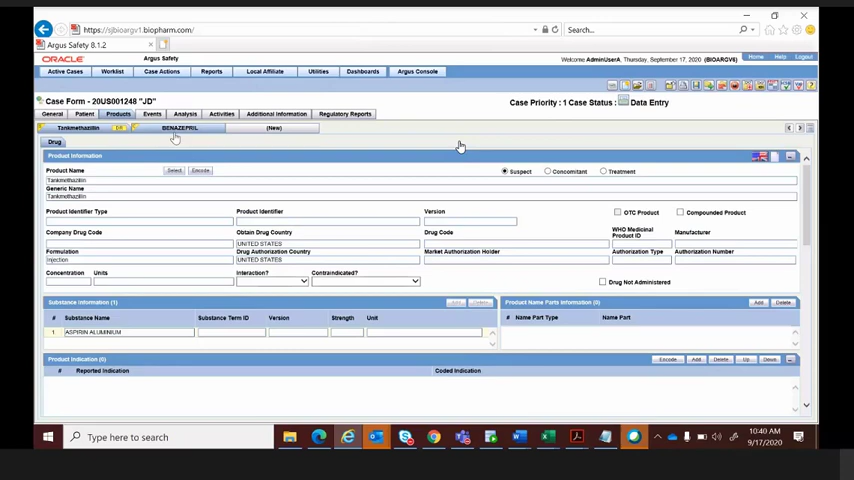 https://sjbioargv1.biopharm.com/
Search...
Argus Safety 8.1.2
ORACLE
Argus Safety
Welcome AdminUserA, Thursday, September 17, 2020 (BIOARGV6)
Home Help Logout
Active Cases Worklist Case Actions Reports Local Affiliate Utilities Dashboards Argus Console
Case Form - 20US001248 "JD"
Case Priority : 1 Case Status : Data Entry
General Patient Products Events Analysis Activities Additional Information Regulatory Reports
Tankmethazilin BENAZEPRIL (New)
Drug
Product Information
Product Name Select Encode Suspect Concomitant Treatment
Tankmethazilin
Generic Name
Tankmethazilin
Product Identifier Type Product Identifier Version OTC Product Compounded Product
Company Drug Code Obtain Drug Country Drug Code WHO Medicinal Product ID Manufacturer
UNITED STATES
Formulation Drug Authorization Country Market Authorization Holder Authorization Type Authorization Number
Injection UNITED STATES
Concentration Units Interaction? Contraindicated? Drug Not Administered
Substance Information (1) Add Delete Product Name Parts Information (0) Add Delete
# Substance Name Substance Term ID Version Strength Unit # Name Part Type Name Part
1 ASPIRIN ALUMINIUM
Product Indication (0) Encode Add Delete Up Down
# Reported Indication Coded Indication
Type here to search
10:40 AM
9/17/2020